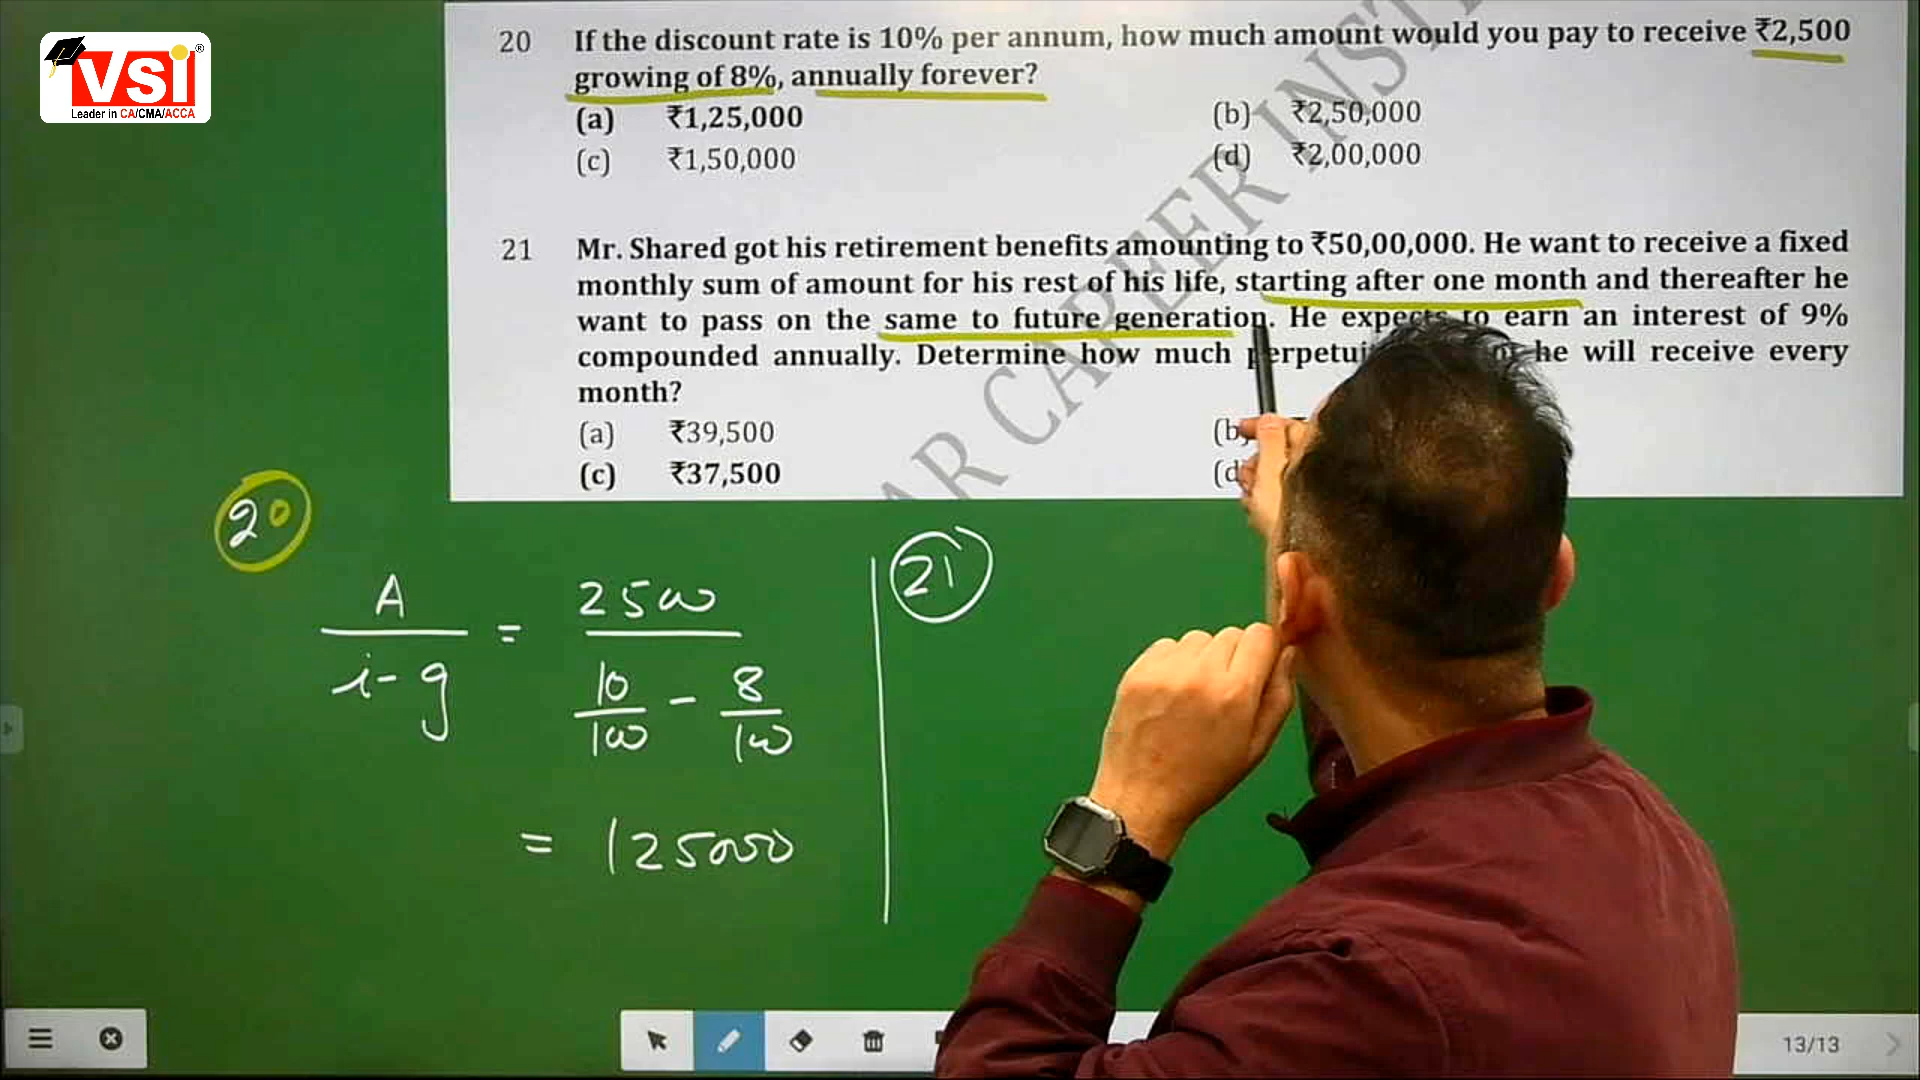 VSI®
Leader in CA/CMA/ACCA
20 If the discount rate is 10% per annum, how much amount would you pay to receive ₹2,500
growing of 8%, annually forever?
(a) ₹1,25,000 (b) ₹2,50,000
(c) ₹1,50,000 (d) ₹2,00,000
21 Mr. Shared got his retirement benefits amounting to ₹50,00,000. He want to receive a fixed
monthly sum of amount for his rest of his life, starting after one month and thereafter he
want to pass on the same to future generation. He expects to earn an interest of 9%
compounded annually. Determine how much he will receive every
month?
(a) ₹39,500 (b)
(c) ₹37,500 (d
AR CAREER INST
20
A / i-g = 2500 / 10/100 - 8/100
= 125000
21
13/13